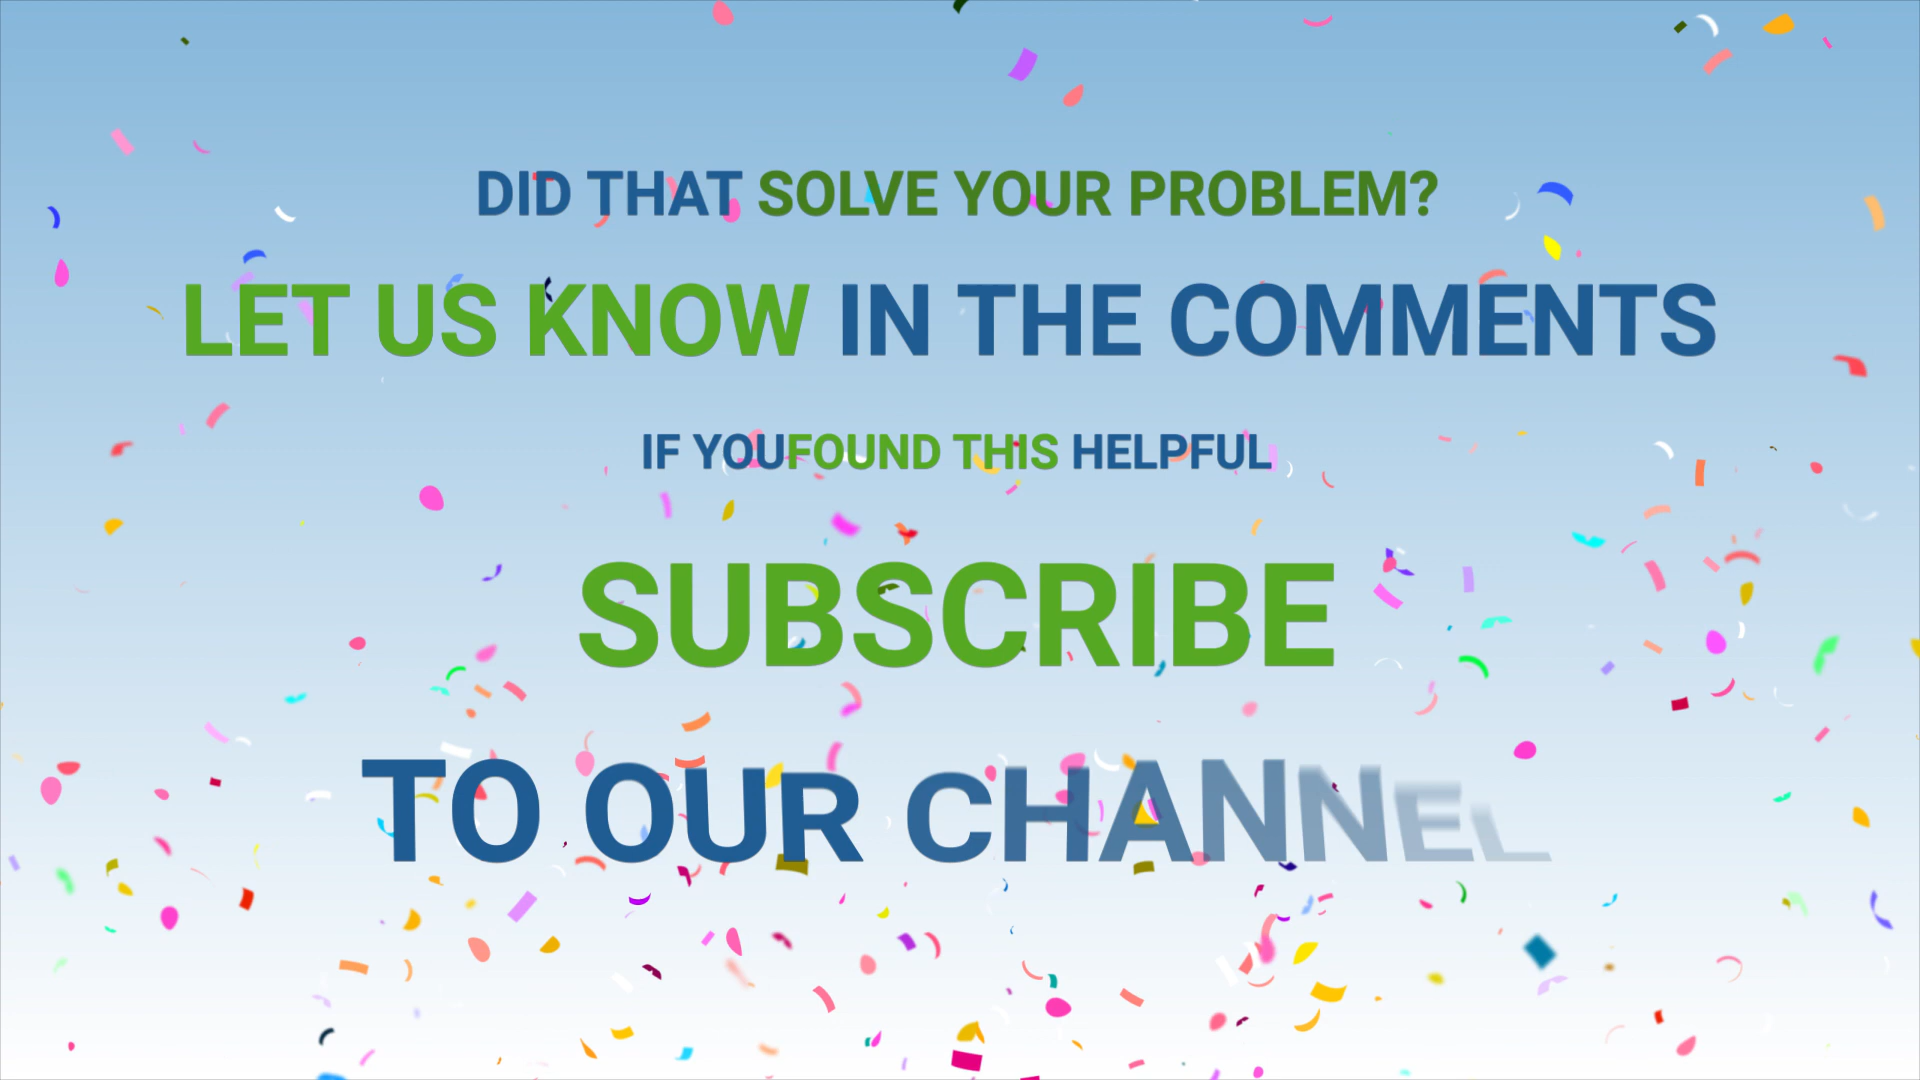 DID THAT SOLVE YOUR PROBLEM?
LET US KNOW IN THE COMMENTS
IF YOUFOUND THIS HELPFUL
SUBSCRIBE
TO OUR CHANNEL